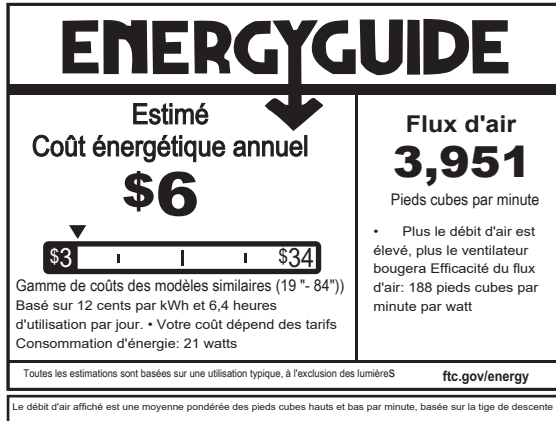 ENERGYGUIDE
Estimé
Coût énergétique annuel
$6
$3
$34
Gamme de coûts des modèles similaires (19 "- 84"))
Basé sur 12 cents par kWh et 6,4 heures
d'utilisation par jour. • Votre coût dépend des tarifs
Consommation d'énergie: 21 watts
Flux d'air
3,951
Pieds cubes par minute
• Plus le débit d'air est
élevé, plus le ventilateur
bougera Efficacité du flux
d'air: 188 pieds cubes par
minute par watt
Toutes les estimations sont basées sur une utilisation typique, à l'exclusion des lumièreS
ftc.gov/energy
Le débit d'air affiché est une moyenne pondérée des pieds cubes hauts et bas par minute, basée sur la tige de descente